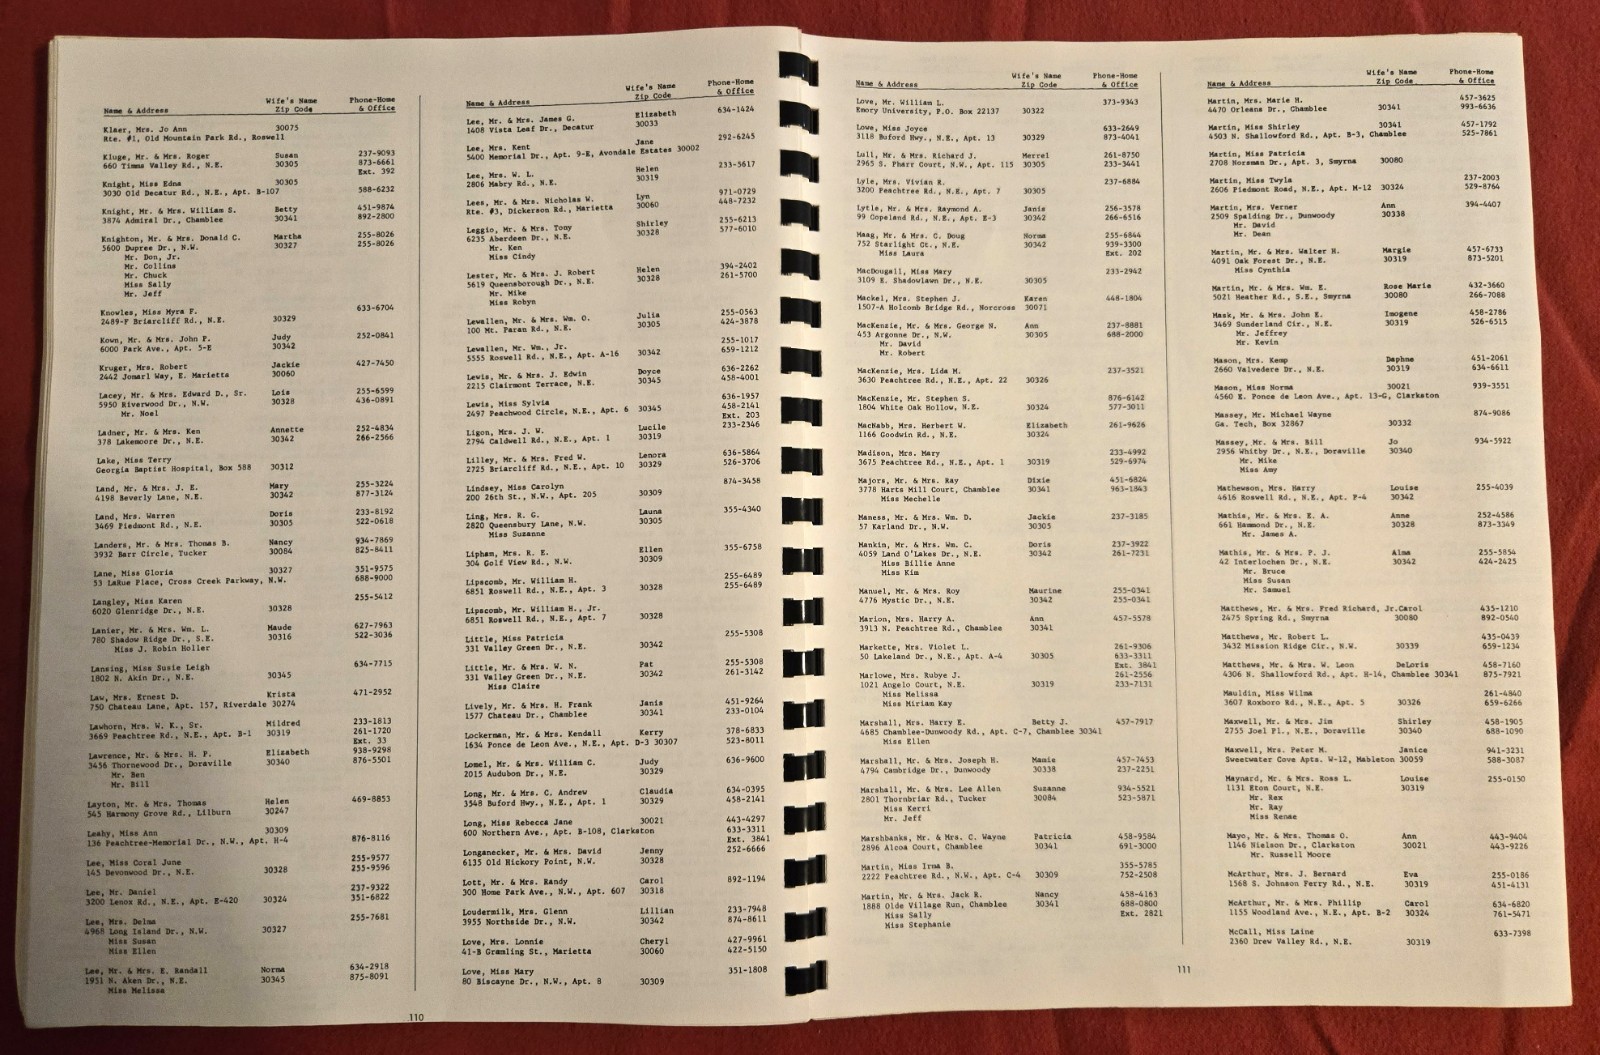 Wife's Name Phone-Home
Name & Address Zip Code & Office
Klaer, Mrs. Jo Ann 30075
Rte. #1, Old Mountain Park Rd., Roswell
Kluge, Mr. & Mrs. Roger Susan 237-9093
660 Timms Valley Rd., N.E. 30305 873-6661
Ext. 392
Knight, Miss Edna 30305
3030 Old Decatur Rd., N.E., Apt. B-107 588-6232
Knight, Mr. & Mrs. William S. Betty 451-9874
3874 Admiral Dr., Chamblee 30341 892-2800
Knighton, Mr. & Mrs. Donald C. Martha 255-8026
5600 Dupree Dr., N.W. 30327 255-8026
Mr. Don, Jr.
Mr. Collins
Mr. Chuck
Miss Sally
Mr. Jeff
Knowles, Miss Myra F. 633-6704
2489-F Briarcliff Rd., N.E. 30329
Kown, Mr. & Mrs. John P. Judy 252-0841
6000 Park Ave., Apt. 5-E 30342
Kruger, Mrs. Robert Jackie 427-7450
2442 Jomarl Way, E. Marietta 30060
Lacey, Mr. & Mrs. Edward D., Sr. Lois 255-6599
5950 Riverwood Dr., N.W. 30328 436-0891
Mr. Noel
Ladner, Mr. & Mrs. Ken Annette 252-4834
378 Lakemoore Dr., N.E. 30342 266-2566
Lake, Miss Terry
Georgia Baptist Hospital, Box 588 30312
Land, Mr. & Mrs. J. E. Mary 255-3224
4198 Beverly Lane, N.E. 30342 877-3124
Land, Mrs. Warren Doris 233-8192
3469 Piedmont Rd., N.E. 30305 522-0618
Landers, Mr. & Mrs. Thomas B. Nancy 934-7869
3932 Barr Circle, Tucker 30084 825-8411
Lane, Miss Gloria 30327 351-9575
53 LaRue Place, Cross Creek Parkway, N.W. 688-9000
Langley, Miss Karen 255-5412
6020 Glenridge Dr., N.E. 30328
Lanier, Mr. & Mrs. Wm. L. Maude 627-7963
780 Shadow Ridge Dr., S.E. 30316 522-3036
Miss J. Robin Holler
Lansing, Miss Susie Leigh 634-7715
1802 N. Akin Dr., N.E. 30345
Law, Mrs. Ernest D. Krista 471-2952
750 Chateau Lane, Apt. 157, Riverdale 30274
Lawhorn, Mrs. W. K., Sr. Mildred 233-1813
3669 Peachtree Rd., N.E., Apt. B-1 30319 261-1720
Ext. 33
Lawrence, Mr. & Mrs. H. P. Elizabeth 938-9298
3456 Thornewood Dr., Doraville 30340 876-5501
Mr. Ben
Mr. Bill
Layton, Mr. & Mrs. Thomas Helen 469-8853
545 Harmony Grove Rd., Lilburn 30247
Leahy, Miss Ann 30309
136 Peachtree-Memorial Dr., N.W., Apt. H-4 876-8116
Lee, Miss Coral June 255-9577
145 Devonwood Dr., N.E. 30328 255-9596
Lee, Mr. Daniel 237-9322
3200 Lenox Rd., N.E., Apt. E-420 30324 351-6822
Lee, Mrs. Delma 255-7681
4968 Long Island Dr., N.W. 30327
Miss Susan
Miss Ellen
Lee, Mr. & Mrs. E. Randall Norma 634-2918
1951 N. Aken Dr., N.E. 30345 875-8091
Miss Melissa
Wife's Name Phone-Home
Name & Address Zip Code & Office
Lee, Mr. & Mrs. James G. Elizabeth 634-1424
1408 Vista Leaf Dr., Decatur 30033
Lee, Mrs. Kent Jane 292-6245
5400 Memorial Dr., Apt. 9-E, Avondale Estates 30002
Lee, Mrs. W. L. Helen 233-5617
2806 Mabry Rd., N.E. 30319
Lees, Mr. & Mrs. Nicholas W. Lyn 971-0729
Rte. #3, Dickerson Rd., Marietta 30060 448-7232
Leggio, Mr. & Mrs. Tony Shirley 255-6213
6235 Aberdeen Dr., N.E. 30328 577-6010
Mr. Ken
Miss Cindy
Lester, Mr. & Mrs. J. Robert Helen 394-2402
5619 Queensborough Dr., N.E. 30328 261-5700
Mr. Mike
Miss Robyn
Lewallen, Mr. & Mrs. Wm. O. Julia 255-0563
100 Mt. Paran Rd., N.E. 30305 424-3878
Lewallen, Mr. Wm., Jr. 255-1017
5555 Roswell Rd., N.E., Apt. A-16 30342 659-1212
Lewis, Mr. & Mrs. J. Edwin Doyce 636-2262
2215 Clairmont Terrace, N.E. 30345 458-4001
Lewis, Miss Sylvia 636-1957
2497 Peachwood Circle, N.E., Apt. 6 30345 458-2141
Ext. 203
Ligon, Mrs. J. W. Lucile 233-2346
2794 Caldwell Rd., N.E., Apt. 1 30319
Lilley, Mr. & Mrs. Fred W. Lenora 636-5864
2725 Briarcliff Rd., N.E., Apt. 10 30329 526-3706
Lindsey, Miss Carolyn 874-3458
200 26th St., N.W., Apt. 205 30309
Ling, Mrs. R. G. Launa 355-4340
2820 Queensbury Lane, N.W. 30305
Miss Suzanne
Lipham, Mrs. R. E. Ellen 355-6758
304 Golf View Rd., N.W. 30309
Lipscomb, Mr. William H. 255-6489
6851 Roswell Rd., N.E., Apt. 3 30328 255-6489
Lipscomb, Mr. William H., Jr.
6851 Roswell Rd., N.E., Apt. 7 30328
Little, Miss Patricia 255-5308
331 Valley Green Dr., N.E. 30342
Little, Mr. & Mrs. W. N. Pat 255-5308
331 Valley Green Dr., N.E. 30342 261-3142
Miss Claire
Lively, Mr. & Mrs. H. Frank Janis 451-9264
1577 Chateau Dr., Chamblee 30341 233-0104
Lockerman, Mr. & Mrs. Kendall Kerry 378-6833
1634 Ponce de Leon Ave., N.E., Apt. D-3 30307 523-8011
Lomel, Mr. & Mrs. William C. Judy 636-9600
2015 Audubon Dr., N.E. 30329
Long, Mr. & Mrs. C. Andrew Claudia 634-0395
3548 Buford Hwy., N.E., Apt. 1 30329 458-2141
Long, Miss Rebecca Jane 30021 443-4297
600 Northern Ave., Apt. B-108, Clarkston 633-3311
Ext. 3841
Longanecker, Mr. & Mrs. David Jenny 252-6666
6135 Old Hickory Point, N.W. 30328
Lott, Mr. & Mrs. Randy Carol 892-1194
300 Home Park Ave., N.W., Apt. 607 30318
Loudermilk, Mrs. Glenn Lillian 233-7948
3955 Northside Dr., N.W. 30342 874-8611
Love, Mrs. Lonnie Cheryl 427-9961
41-B Gramling St., Marietta 30060 422-5150
Love, Miss Mary 351-1808
80 Biscayne Dr., N.W., Apt. 8 30309
110
Wife's Name Phone-Home
Name & Address Zip Code & Office
Love, Mr. William L. 373-9343
Emory University, P.O. Box 22137 30322
Lowe, Miss Joyce 633-2649
3118 Buford Hwy., N.E., Apt. 13 30329 873-4041
Lull, Mr. & Mrs. Richard J. Merrel 261-8750
2965 S. Pharr Court, N.W., Apt. 115 30305 233-3441
Lyle, Mrs. Vivian R. 237-6884
3200 Peachtree Rd., N.E., Apt. 7 30305
Lytle, Mr. & Mrs. Raymond A. Janis 256-3578
99 Copeland Rd., N.E., Apt. E-3 30342 266-6516
Maag, Mr. & Mrs. C. Doug Norma 255-6844
752 Starlight Ct., N.E. 30342 939-3300
Miss Laura Ext. 202
MacDougall, Miss Mary 233-2942
3109 E. Shadowlawn Dr., N.E. 30305
Mackel, Mrs. Stephen J. Karen 448-1804
1507-A Holcomb Bridge Rd., Norcross 30071
MacKenzie, Mr. & Mrs. George N. Ann 237-8881
453 Argonne Dr., N.W. 30305 688-2000
Mr. David
Mr. Robert
MacKenzie, Mrs. Lida M. 237-3521
3630 Peachtree Rd., N.E., Apt. 22 30326
MacKenzie, Mr. Stephen S. 876-6142
1804 White Oak Hollow, N.E. 30324 577-3011
MacNabb, Mrs. Herbert W. Elizabeth 261-9626
1166 Goodwin Rd., N.E. 30324
Madison, Mrs. Mary 233-4992
3675 Peachtree Rd., N.E., Apt. 1 30319 529-6974
Majors, Mr. & Mrs. Ray Dixie 451-6824
3778 Harts Mill Court, Chamblee 30341 963-1843
Miss Mechelle
Maness, Mr. & Mrs. Wm. D. Jackie 237-3185
57 Karland Dr., N.W. 30305
Mankin, Mr. & Mrs. Wm. C. Doris 237-3922
4059 Land O'Lakes Dr., N.E. 30342 261-7231
Miss Billie Anne
Miss Kim
Manuel, Mr. & Mrs. Roy Maurine 255-0341
4776 Mystic Dr., N.E. 30342 255-0341
Marion, Mrs. Harry A. Ann 457-5578
3913 N. Peachtree Rd., Chamblee 30341
Markette, Mrs. Violet L. 261-9306
50 Lakeland Dr., N.E., Apt. A-4 30305 633-3311
Ext. 3841
Marlowe, Mrs. Rubye J. 261-2556
1021 Angelo Court, N.E. 30319 233-7131
Miss Melissa
Miss Miriam Kay
Marshall, Mrs. Harry E. Betty J. 457-7917
4685 Chamblee-Dunwoody Rd., Apt. C-7, Chamblee 30341
Miss Ellen
Marshall, Mr. & Mrs. Joseph H. Mamie 457-7453
4794 Cambridge Dr., Dunwoody 30338 237-2251
Marshall, Mr. & Mrs. Lee Allen Suzanne 934-5521
2801 Thornbriar Rd., Tucker 30084 523-5871
Miss Kerri
Mr. Jeff
Marshbanks, Mr. & Mrs. C. Wayne Patricia 458-9584
2896 Alcoa Court, Chamblee 30341 691-3000
Martin, Miss Irma B. 355-5785
2222 Peachtree Rd., N.W., Apt. C-4 30309 752-2508
Martin, Mr. & Mrs. Jack R. Nancy 458-4163
1888 Olde Village Run, Chamblee 30341 688-0800
Miss Sally Ext. 2821
Miss Stephanie
Wife's Name Phone-Home
Name & Address Zip Code & Office
Martin, Mrs. Marie H. 457-3625
4470 Orleans Dr., Chamblee 30341 993-6636
Martin, Miss Shirley 30341 457-1792
4503 N. Shallowford Rd., Apt. B-3, Chamblee 525-7861
Martin, Miss Patricia
2708 Norsman Dr., Apt. 3, Smyrna 30080
Martin, Miss Twyla 237-2003
2606 Piedmont Road, N.E., Apt. M-12 30324 529-8764
Martin, Mrs. Verner Ann 394-4407
2509 Spalding Dr., Dunwoody 30338
Mr. David
Mr. Dean
Martin, Mr. & Mrs. Walter H. Margie 457-6733
4091 Oak Forest Dr., N.E. 30319 873-5201
Miss Cynthia
Martin, Mr. & Mrs. Wm. E. Rose Marie 432-3660
5021 Heather Rd., S.E., Smyrna 30080 266-7088
Mask, Mr. & Mrs. John E. Imogene 458-2786
3469 Sunderland Cir., N.E. 30319 526-6515
Mr. Jeffrey
Mr. Kevin
Mason, Mrs. Kemp Daphne 451-2061
2660 Valvedere Dr., N.E. 30319 634-6611
Mason, Miss Norma 30021 939-3551
4560 E. Ponce de Leon Ave., Apt. 13-G, Clarkston
Massey, Mr. Michael Wayne 874-9086
Ga. Tech, Box 32867 30332
Massey, Mr. & Mrs. Bill Jo 934-5922
2956 Whitby Dr., N.E., Doraville 30340
Mr. Mike
Miss Amy
Mathewson, Mrs. Harry Louise 255-4039
4616 Roswell Rd., N.E., Apt. P-4 30342
Mathis, Mr. & Mrs. E. A. Anne 252-4586
661 Hammond Dr., N.E. 30328 873-3349
Mr. James A.
Mathis, Mr. & Mrs. P. J. Alma 255-5854
42 Interlochen Dr., N.E. 30342 424-2425
Mr. Bruce
Miss Susan
Mr. Samuel
Matthews, Mr. & Mrs. Fred Richard, Jr.Carol 435-1210
2475 Spring Rd., Smyrna 30080 892-0540
Matthews, Mr. Robert L. 435-0439
3432 Mission Ridge Cir., N.W. 30339 659-1234
Matthews, Mr. & Mrs. W. Leon DeLoris 458-7160
4306 N. Shallowford Rd., Apt. H-14, Chamblee 30341 875-7921
Mauldin, Miss Wilma 261-4840
3607 Roxboro Rd., N.E., Apt. 5 30326 659-6266
Maxwell, Mr. & Mrs. Jim Shirley 458-1905
2755 Joel Pl., N.E., Doraville 30340 688-1090
Maxwell, Mrs. Peter M. Janice 941-3231
Sweetwater Cove Apts. W-12, Mableton 30059 588-3087
Maynard, Mr. & Mrs. Ross L. Louise 255-0150
1131 Eton Court, N.E. 30319
Mr. Rex
Mr. Ray
Miss Renae
Mayo, Mr. & Mrs. Thomas O. Ann 443-9404
1146 Nielson Dr., Clarkston 30021 443-9226
Mr. Russell Moore
McArthur, Mrs. J. Bernard Eva 255-0186
1568 S. Johnson Ferry Rd., N.E. 30319 451-4131
McArthur, Mr. & Mrs. Phillip Carol 634-6820
1155 Woodland Ave., N.E., Apt. B-2 30324 761-5471
McCall, Miss Laine 633-7398
2360 Drew Valley Rd., N.E. 30319
111